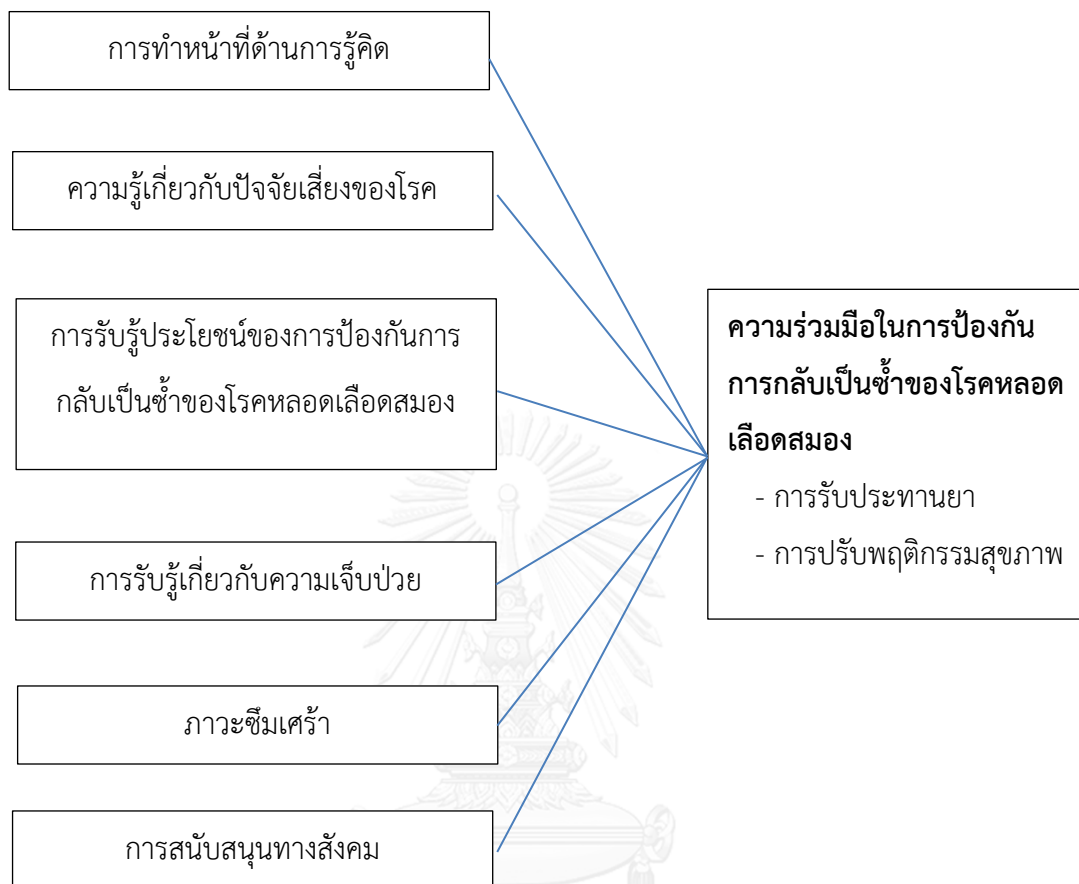 การทำหน้าที่ด้านการรู้คิด
ความรู้เกี่ยวกับปัจจัยเสี่ยงของโรค
การรับรู้ประโยชน์ของการป้องกันการ
กลับเป็นซ้ำของโรคหลอดเลือดสมอง
การรับรู้เกี่ยวกับความเจ็บป่วย
ภาวะซึมเศร้า
การสนับสนุนทางสังคม
ความร่วมมือในการป้องกัน
การกลับเป็นซ้ำของโรคหลอด
เลือดสมอง
- การรับประทานยา
- การปรับพฤติกรรมสุขภาพ